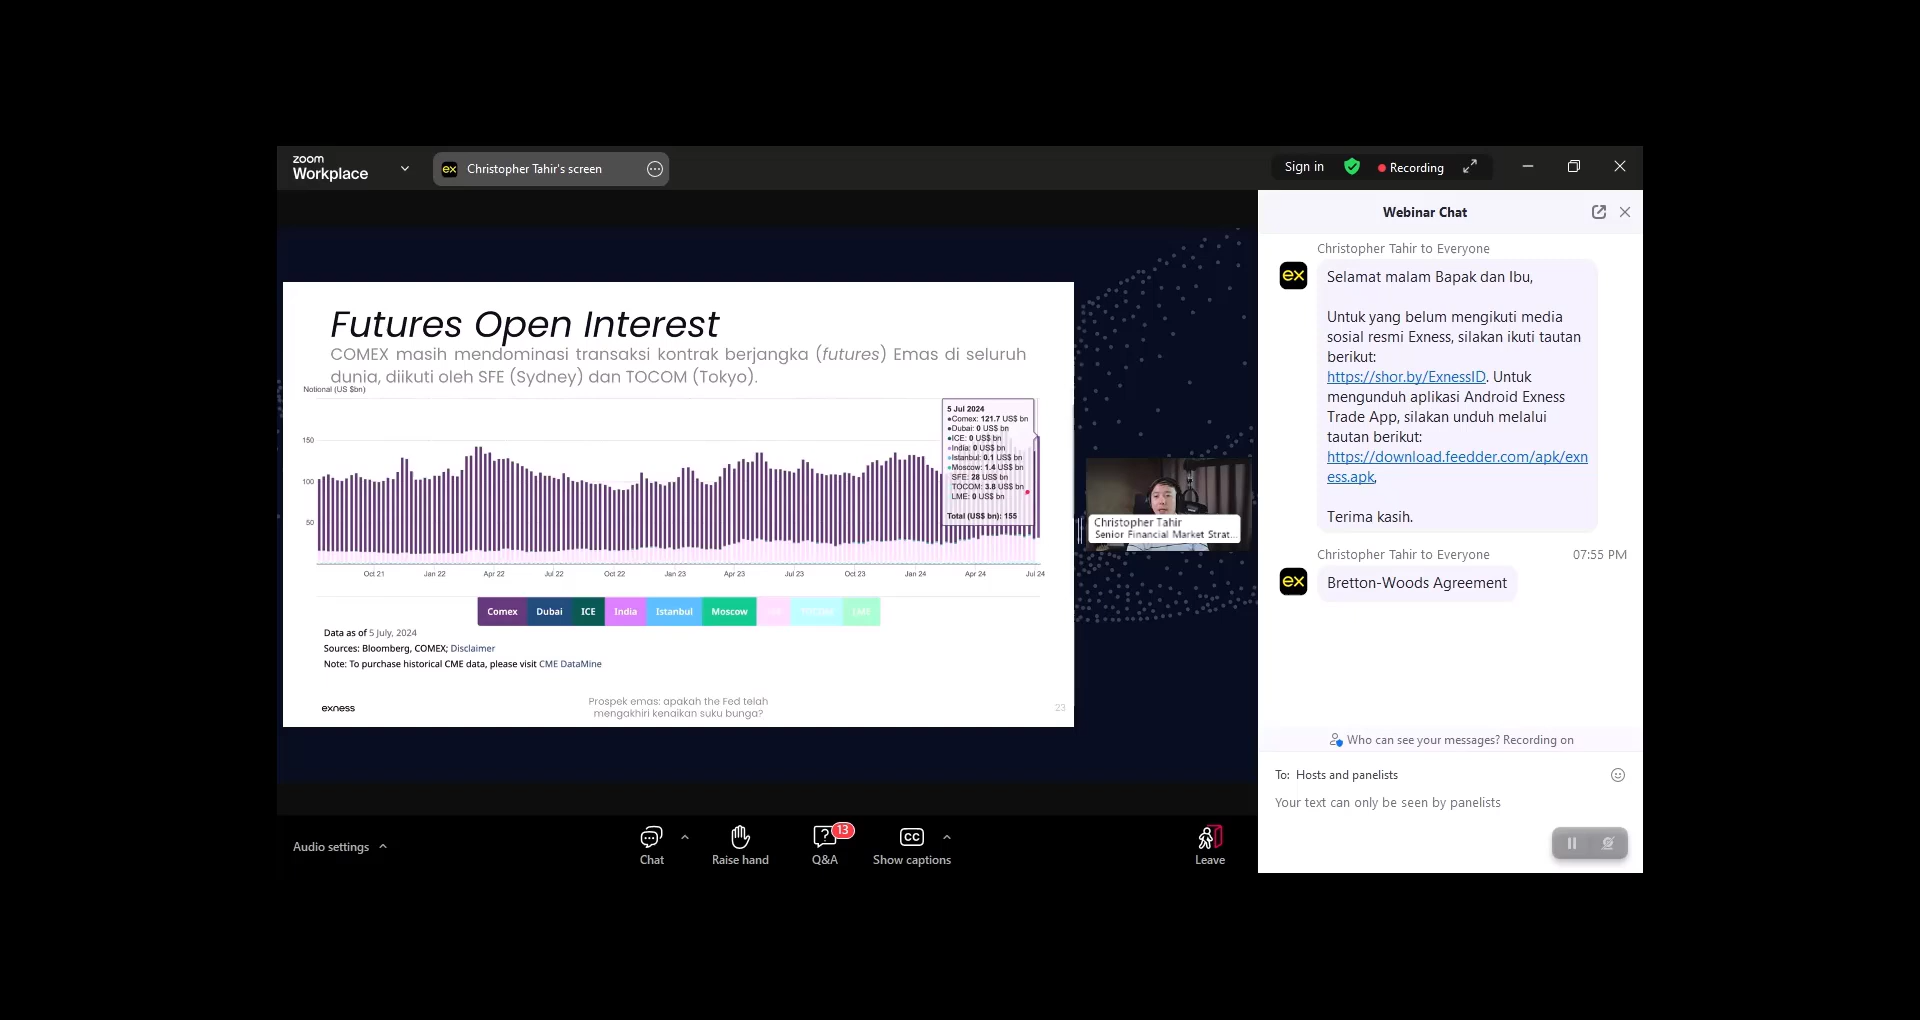 zoom
Workplace
ex Christopher Tahir's screen
Sign in
Recording
Futures Open Interest
COMEX masih mendominasi transaksi kontrak berjangka (futures) Emas di seluruh
dunia, diikuti oleh SFE (Sydney) dan TOCOM (Tokyo).
Notional (US $bn)
150
100
50
5 Jul 2024
Comex: 121.7 US$ bn
Dubai: 0 US$ bn
ICE: 0 US$ bn
India: 0 US$ bn
Istanbul: 0.1 US$ bn
Moscow: 1.4 US$ bn
SFE: 28 US$ bn
TOCOM: 3.8 US$ bn
LME: 0 US$ bn
Total (US$ bn): 155
Oct 21 Jan 22 Apr 22 Jul 22 Oct 22 Jan 23 Apr 23 Jul 23 Oct 23 Jan 24 Apr 24 Jul 24
Comex Dubai ICE India Istanbul Moscow TOCOM LME
Data as of 5 July, 2024
Sources: Bloomberg, COMEX; Disclaimer
Note: To purchase historical CME data, please visit CME DataMine
exness
Prospek emas: apakah the Fed telah
mengakhiri kenaikan suku bunga?
23
Christopher Tahir
Senior Financial Market Strat...
Webinar Chat
Christopher Tahir to Everyone
ex
Selamat malam Bapak dan Ibu,
Untuk yang belum mengikuti media
sosial resmi Exness, silakan ikuti tautan
berikut:
https://shor.by/ExnessID. Untuk
mengunduh aplikasi Android Exness
Trade App, silakan unduh melalui
tautan berikut:
https://download.feedder.com/apk/exn
ess.apk,
Terima kasih.
Christopher Tahir to Everyone 07:55 PM
ex
Bretton-Woods Agreement
Who can see your messages? Recording on
To: Hosts and panelists
Your text can only be seen by panelists
Audio settings
Chat
Raise hand
13
Q&A
CC
Show captions
Leave